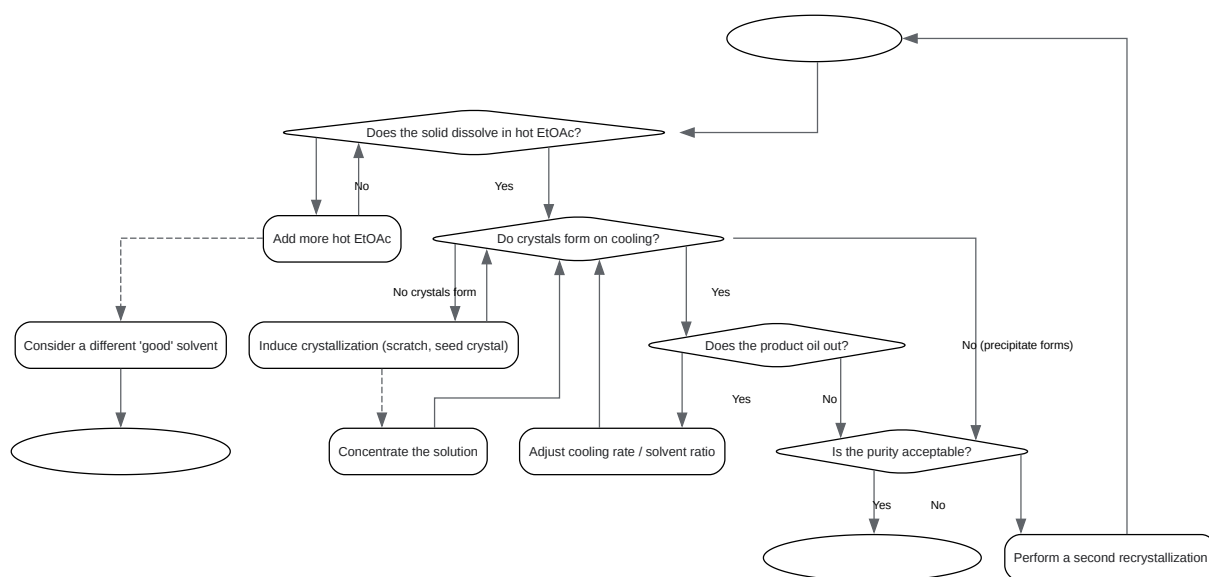 Does the solid dissolve in hot EtOAc?
No
Yes
Add more hot EtOAc
Do crystals form on cooling?
No crystals form
Yes
Consider a different 'good' solvent
Induce crystallization (scratch, seed crystal)
Does the product oil out?
No (precipitate forms)
Yes
No
Concentrate the solution
Adjust cooling rate / solvent ratio
Is the purity acceptable?
Yes
No
Perform a second recrystallization